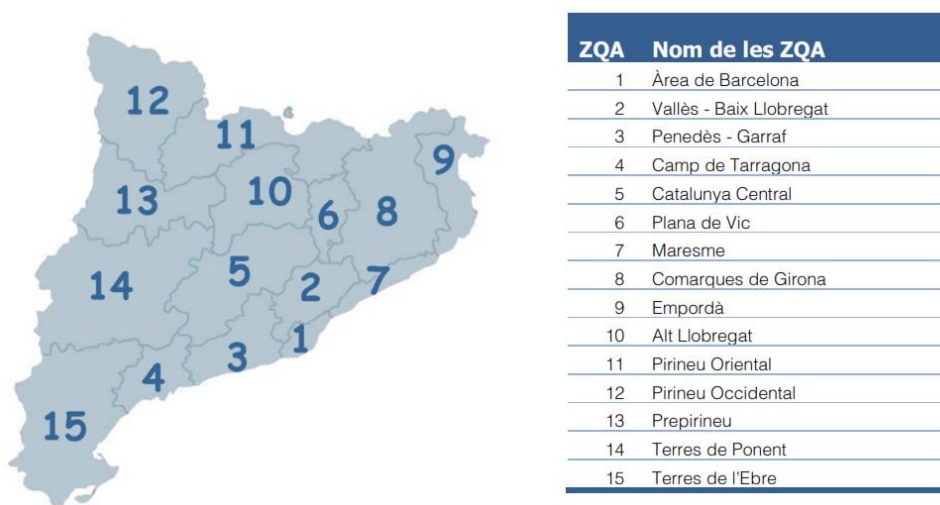 12
11
9
10
13
6
8
5
7
14
2
1
3
4
15
ZQA Nom de les ZQA
1 Àrea de Barcelona
2 Vallès - Baix Llobregat
3 Penedès - Garraf
4 Camp de Tarragona
5 Catalunya Central
6 Plana de Vic
7 Maresme
8 Comarques de Girona
9 Empordà
10 Alt Llobregat
11 Pirineu Oriental
12 Pirineu Occidental
13 Prepirineu
14 Terres de Ponent
15 Terres de l'Ebre